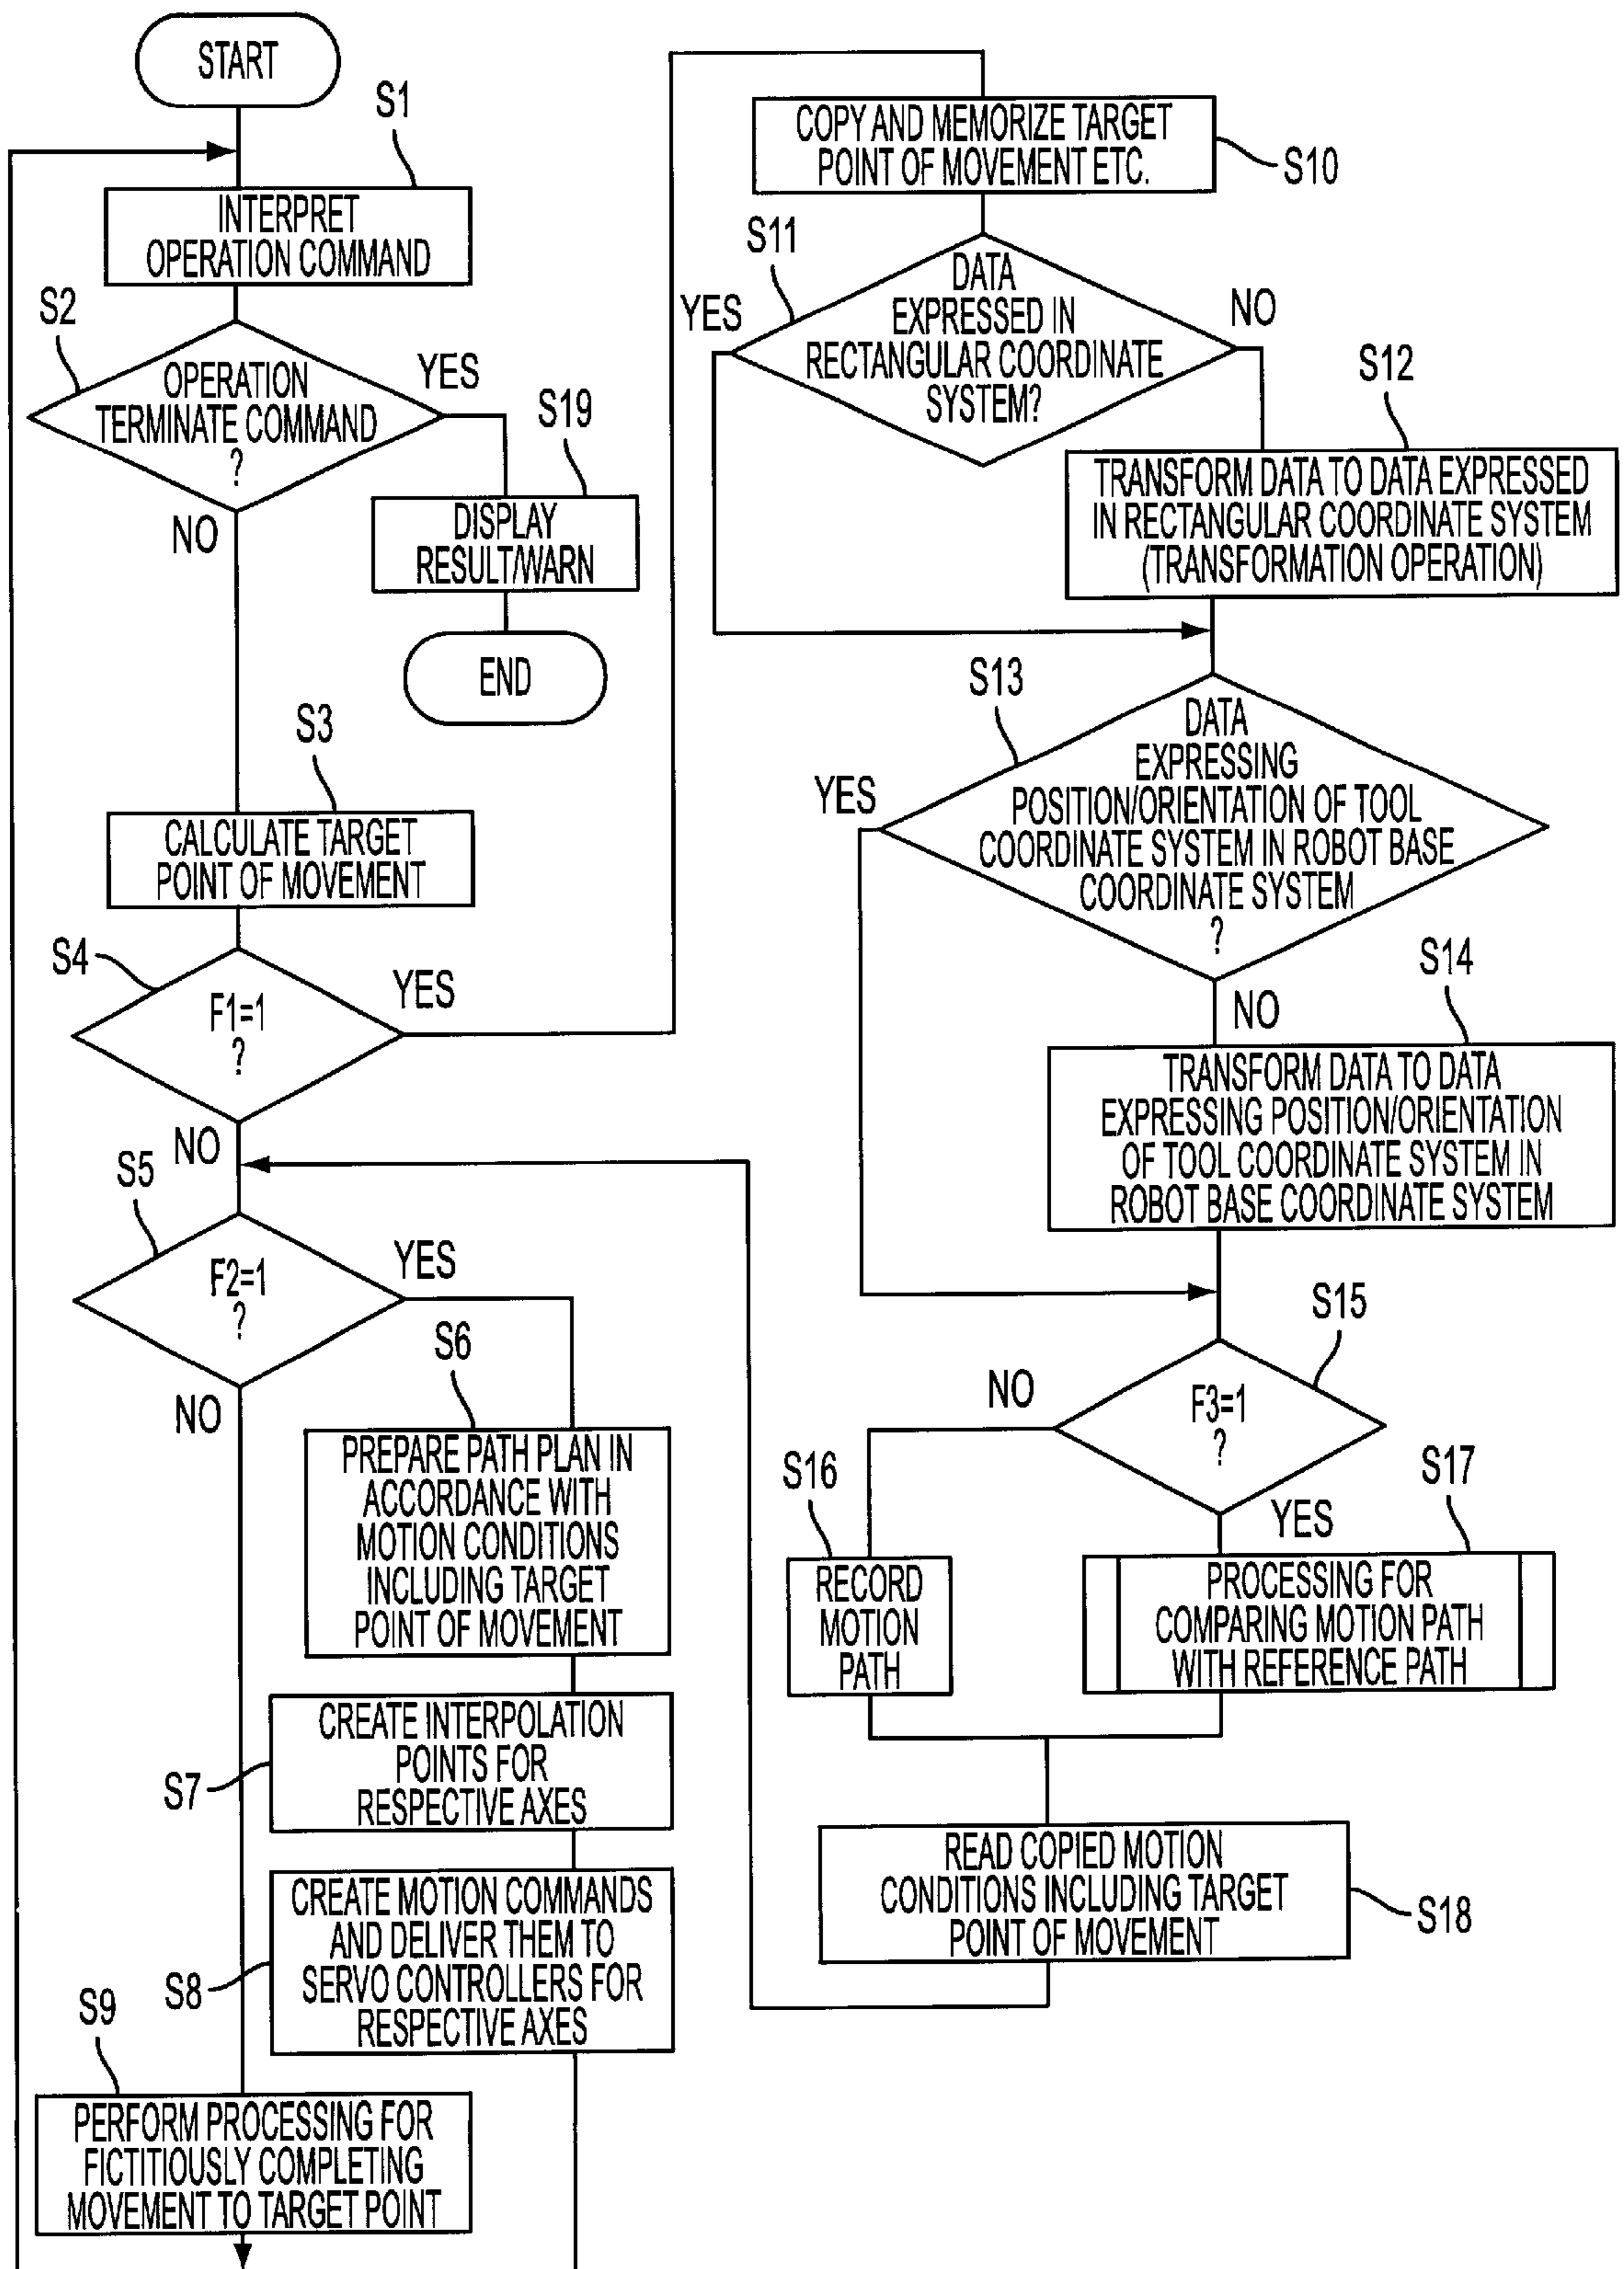 START
S1
INTERPRET
OPERATION COMMAND
S2
OPERATION
TERMINATE COMMAND
?
YES
NO
S19
DISPLAY
RESULT/WARN
END
S3
CALCULATE TARGET
POINT OF MOVEMENT
S4
F1=1
?
YES
NO
S5
F2=1
?
YES
NO
S6
PREPARE PATH PLAN IN
ACCORDANCE WITH
MOTION CONDITIONS
INCLUDING TARGET
POINT OF MOVEMENT
S7
CREATE INTERPOLATION
POINTS FOR
RESPECTIVE AXES
S8
CREATE MOTION COMMANDS
AND DELIVER THEM TO
SERVO CONTROLLERS FOR
RESPECTIVE AXES
S9
PERFORM PROCESSING FOR
FICTITIOUSLY COMPLETING
MOVEMENT TO TARGET POINT
COPY AND MEMORIZE TARGET
POINT OF MOVEMENT ETC.
S10
S11
DATA
EXPRESSED IN
RECTANGULAR COORDINATE
SYSTEM?
YES
NO
S12
TRANSFORM DATA TO DATA EXPRESSED
IN RECTANGULAR COORDINATE SYSTEM
(TRANSFORMATION OPERATION)
S13
DATA
EXPRESSING
POSITION/ORIENTATION OF TOOL
COORDINATE SYSTEM IN ROBOT BASE
COORDINATE SYSTEM
?
YES
NO
S14
TRANSFORM DATA TO DATA
EXPRESSING POSITION/ORIENTATION
OF TOOL COORDINATE SYSTEM IN
ROBOT BASE COORDINATE SYSTEM
S15
F3=1
?
NO
YES
S16
RECORD
MOTION
PATH
S17
PROCESSING FOR
COMPARING MOTION PATH
WITH REFERENCE PATH
READ COPIED MOTION
CONDITIONS INCLUDING TARGET
POINT OF MOVEMENT
S18